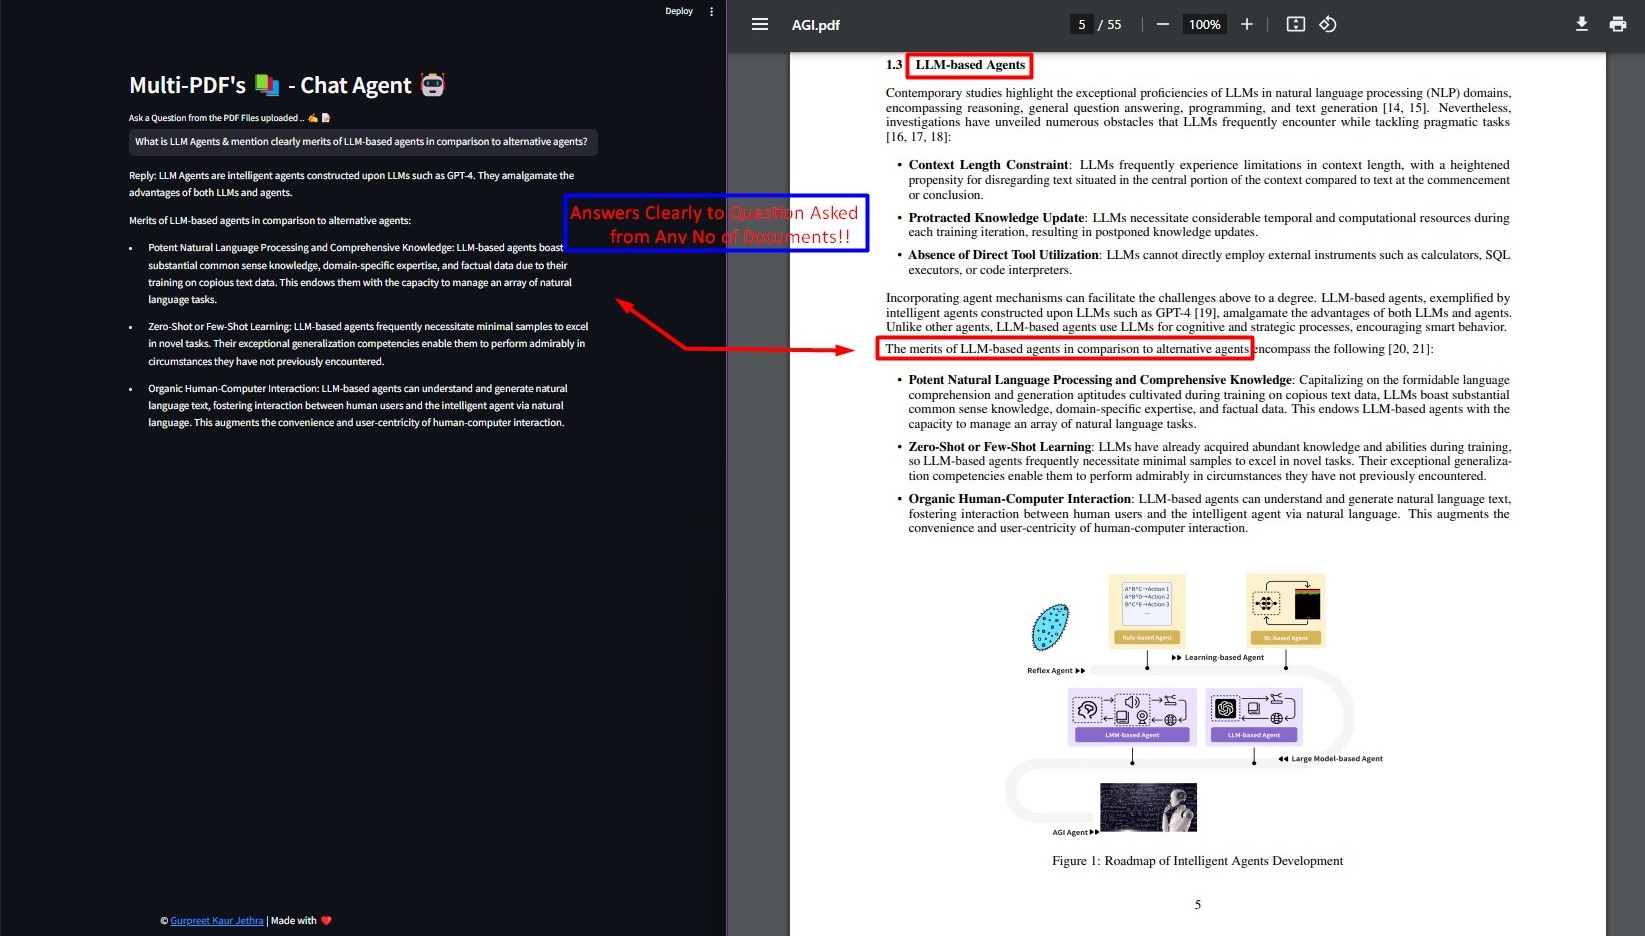 Deploy
Multi-PDF's 📚 - Chat Agent 🤖
Ask a Question from the PDF Files uploaded .. ✍️📝
What is LLM Agents & mention clearly merits of LLM-based agents in comparison to alternative agents?
Reply: LLM Agents are intelligent agents constructed upon LLMs such as GPT-4. They amalgamate the
advantages of both LLMs and agents.
Merits of LLM-based agents in comparison to alternative agents:
• Potent Natural Language Processing and Comprehensive Knowledge: LLM-based agents boast
substantial common sense knowledge, domain-specific expertise, and factual data due to their
training on copious text data. This endows them with the capacity to manage an array of natural
language tasks.
• Zero-Shot or Few-Shot Learning: LLM-based agents frequently necessitate minimal samples to excel
in novel tasks. Their exceptional generalization competencies enable them to perform admirably in
circumstances they have not previously encountered.
• Organic Human-Computer Interaction: LLM-based agents can understand and generate natural
language text, fostering interaction between human users and the intelligent agent via natural
language. This augments the convenience and user-centricity of human-computer interaction.
© Gurpreet Kaur Jethra | Made with ❤️
Answers Clearly to Question Asked
from Any No of Documents!!
AGI.pdf
5 / 55
100%
1.3 LLM-based Agents
Contemporary studies highlight the exceptional proficiencies of LLMs in natural language processing (NLP) domains,
encompassing reasoning, general question answering, programming, and text generation [14, 15]. Nevertheless,
investigations have unveiled numerous obstacles that LLMs frequently encounter while tackling pragmatic tasks
[16, 17, 18]:
• Context Length Constraint: LLMs frequently experience limitations in context length, with a heightened
propensity for disregarding text situated in the central portion of the context compared to text at the commencement
or conclusion.
• Protracted Knowledge Update: LLMs necessitate considerable temporal and computational resources during
each training iteration, resulting in postponed knowledge updates.
• Absence of Direct Tool Utilization: LLMs cannot directly employ external instruments such as calculators, SQL
executors, or code interpreters.
Incorporating agent mechanisms can facilitate the challenges above to a degree. LLM-based agents, exemplified by
intelligent agents constructed upon LLMs such as GPT-4 [19], amalgamate the advantages of both LLMs and agents.
Unlike other agents, LLM-based agents use LLMs for cognitive and strategic processes, encouraging smart behavior.
The merits of LLM-based agents in comparison to alternative agents encompass the following [20, 21]:
• Potent Natural Language Processing and Comprehensive Knowledge: Capitalizing on the formidable language
comprehension and generation aptitudes cultivated during training on copious text data, LLMs boast substantial
common sense knowledge, domain-specific expertise, and factual data. This endows LLM-based agents with the
capacity to manage an array of natural language tasks.
• Zero-Shot or Few-Shot Learning: LLMs have already acquired abundant knowledge and abilities during training,
so LLM-based agents frequently necessitate minimal samples to excel in novel tasks. Their exceptional generaliza-
tion competencies enable them to perform admirably in circumstances they have not previously encountered.
• Organic Human-Computer Interaction: LLM-based agents can understand and generate natural language text,
fostering interaction between human users and the intelligent agent via natural language. This augments the
convenience and user-centricity of human-computer interaction.
A^B^C→Action 1
A^B^D→Action 2
B^C^E→Action 3
...
Rule-based Agent
RL-based Agent
Learning-based Agent
Reflex Agent
LMM-based Agent
LLM-based Agent
Large Model-based Agent
AGI Agent
Figure 1: Roadmap of Intelligent Agents Development
5